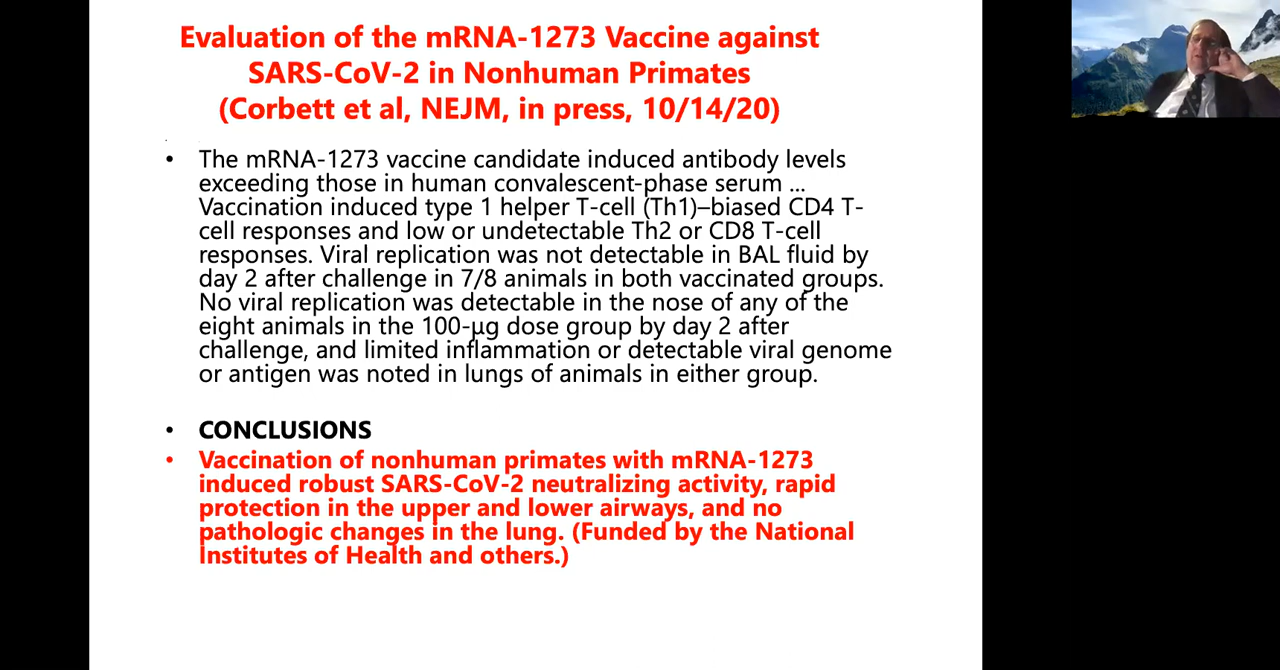 Evaluation of the mRNA-1273 Vaccine against
SARS-CoV-2 in Nonhuman Primates
(Corbett et al, NEJM, in press, 10/14/20)
• The mRNA-1273 vaccine candidate induced antibody levels
exceeding those in human convalescent-phase serum ...
Vaccination induced type 1 helper T-cell (Th1)–biased CD4 T-
cell responses and low or undetectable Th2 or CD8 T-cell
responses. Viral replication was not detectable in BAL fluid by
day 2 after challenge in 7/8 animals in both vaccinated groups.
No viral replication was detectable in the nose of any of the
eight animals in the 100-μg dose group by day 2 after
challenge, and limited inflammation or detectable viral genome
or antigen was noted in lungs of animals in either group.
• CONCLUSIONS
• Vaccination of nonhuman primates with mRNA-1273
induced robust SARS-CoV-2 neutralizing activity, rapid
protection in the upper and lower airways, and no
pathologic changes in the lung. (Funded by the National
Institutes of Health and others.)